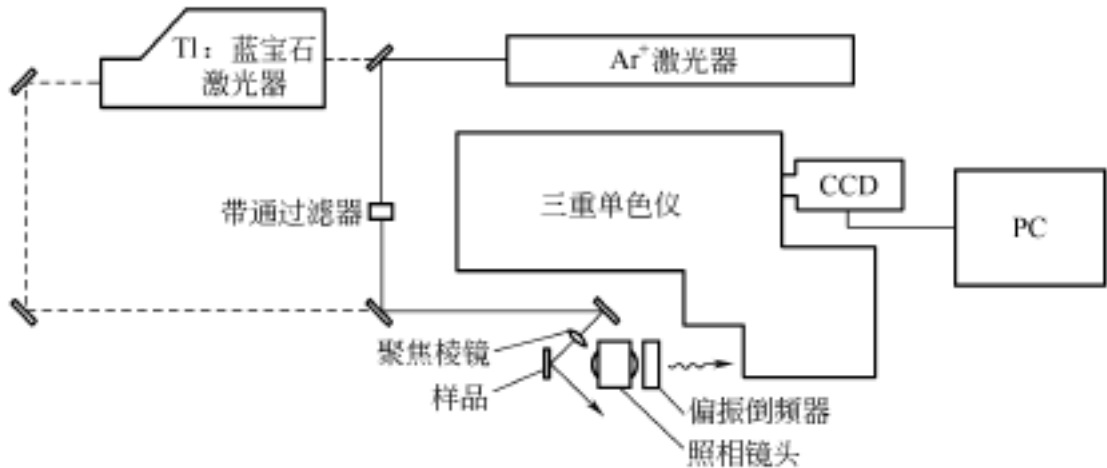 Tl：蓝宝石
激光器
Ar⁺激光器
CCD
三重单色仪
PC
带通过滤器
聚焦棱镜
样品
偏振倒频器
照相镜头